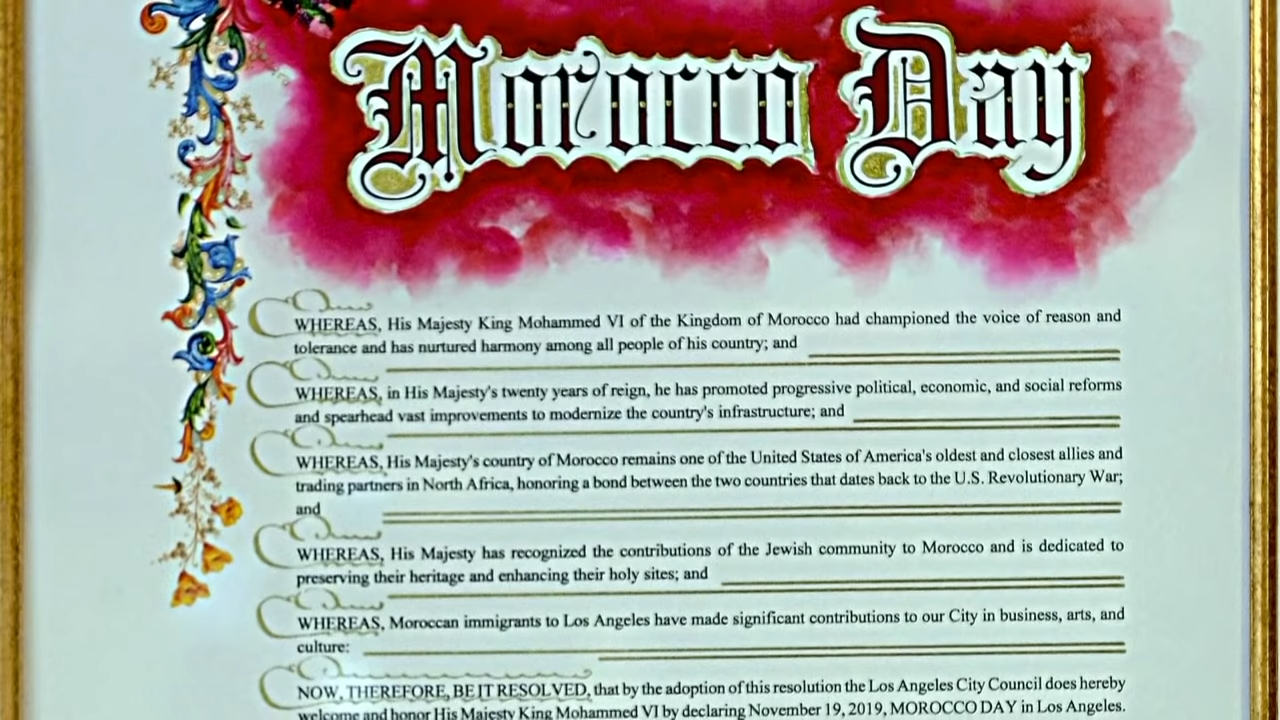 Morocco Day
WHEREAS, His Majesty King Mohammed VI of the Kingdom of Morocco had championed the voice of reason and
tolerance and has nurtured harmony among all people of his country; and
WHEREAS, in His Majesty's twenty years of reign, he has promoted progressive political, economic, and social reforms
and spearhead vast improvements to modernize the country's infrastructure; and
WHEREAS, His Majesty's country of Morocco remains one of the United States of America's oldest and closest allies and
trading partners in North Africa, honoring a bond between the two countries that dates back to the U.S. Revolutionary War;
and
WHEREAS, His Majesty has recognized the contributions of the Jewish community to Morocco and is dedicated to
preserving their heritage and enhancing their holy sites; and
WHEREAS, Moroccan immigrants to Los Angeles have made significant contributions to our City in business, arts, and
culture:
NOW, THEREFORE, BE IT RESOLVED, that by the adoption of this resolution the Los Angeles City Council does hereby
welcome and honor His Majesty King Mohammed VI by declaring November 19, 2019, MOROCCO DAY in Los Angeles.